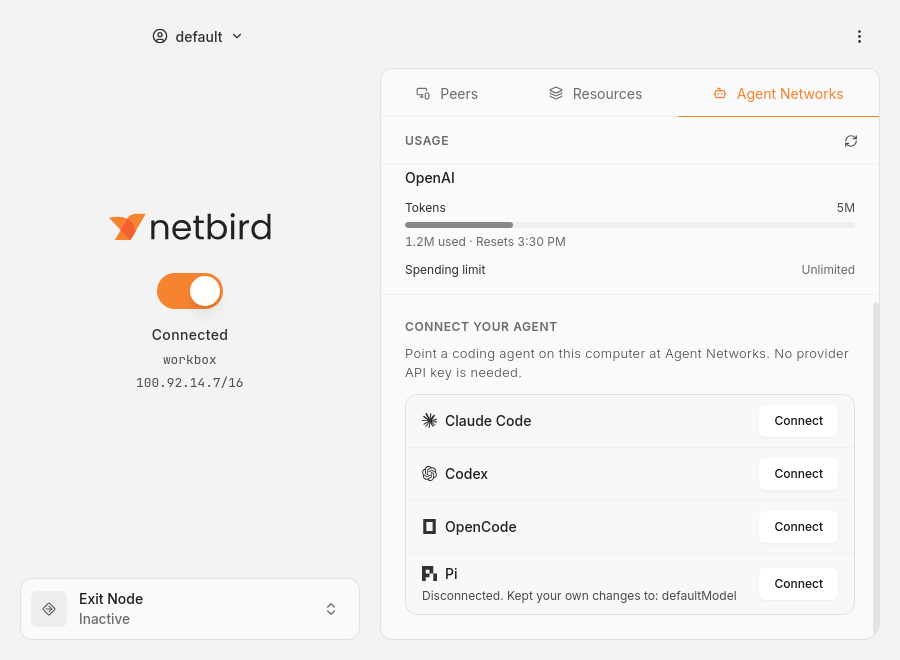 default
Peers
Resources
Agent Networks
USAGE
OpenAI
Tokens
5M
1.2M used · Resets 3:30 PM
Spending limit
Unlimited
netbird
Connected
workbox
100.92.14.7/16
CONNECT YOUR AGENT
Point a coding agent on this computer at Agent Networks. No provider
API key is needed.
Claude Code
Connect
Codex
Connect
OpenCode
Connect
Pi
Disconnected. Kept your own changes to: defaultModel
Connect
Exit Node
Inactive